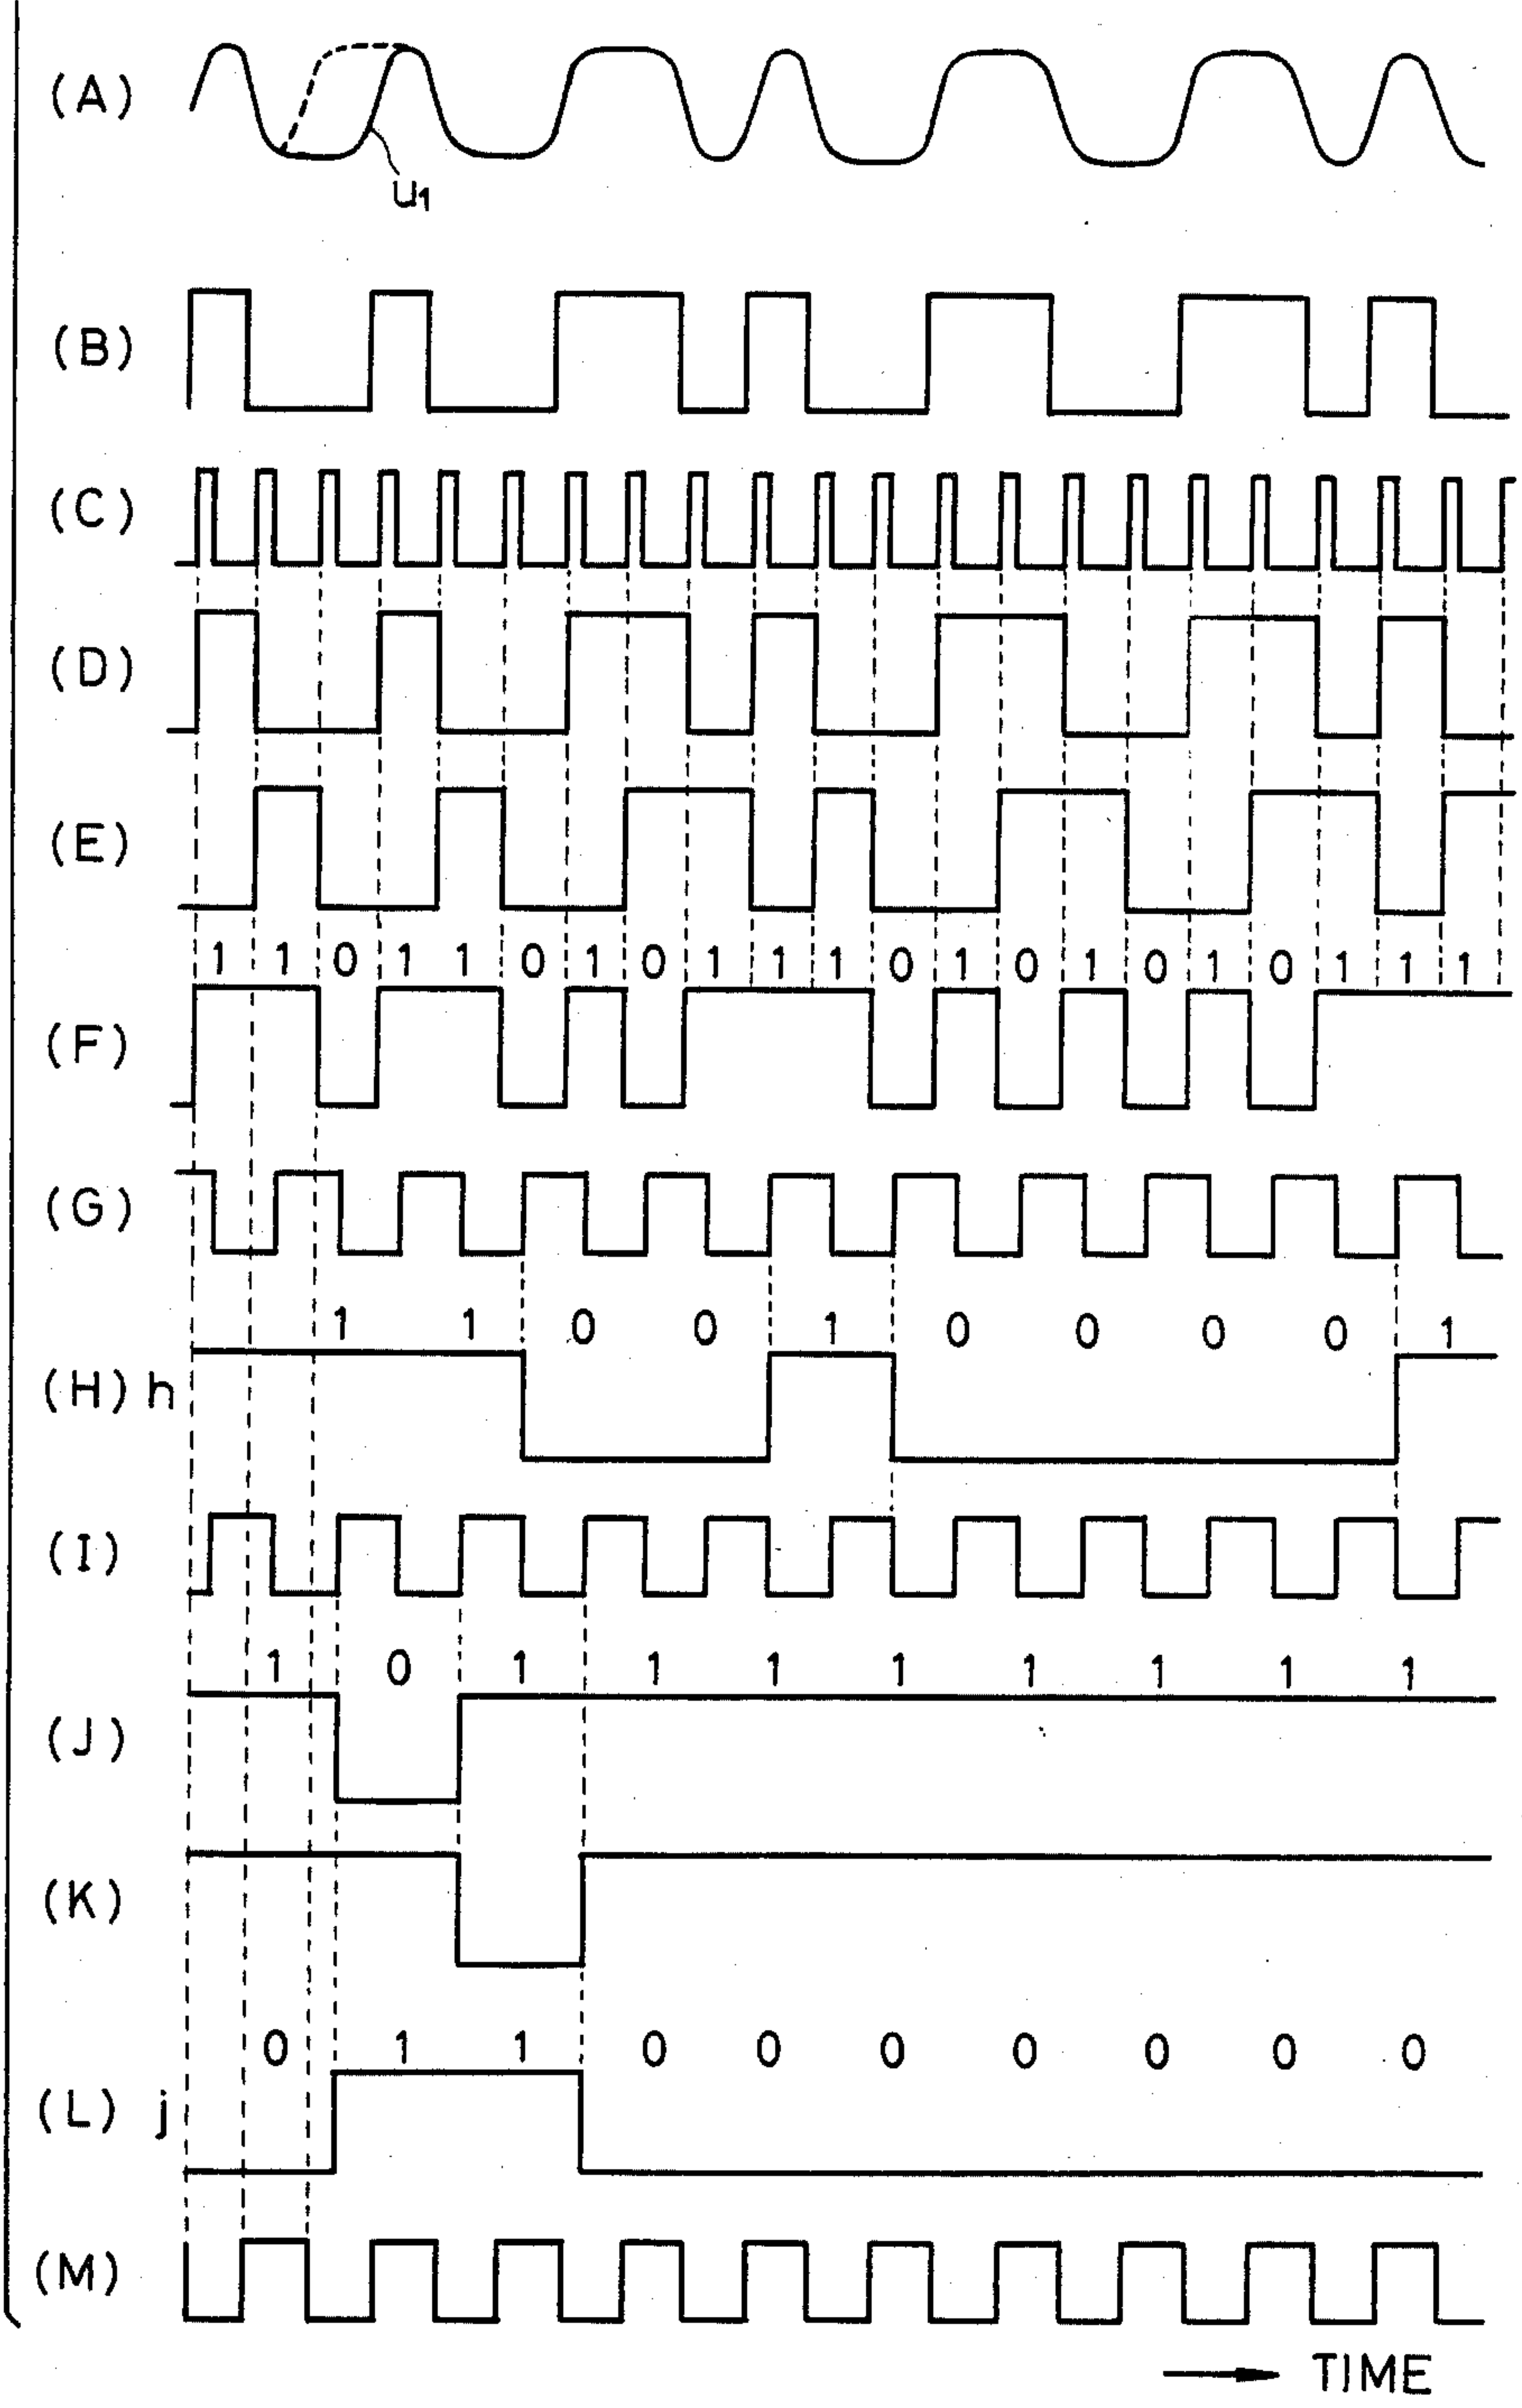 (A)
u1
(B)
(C)
(D)
(E)
1 1 0 1 1 0 1 0 1 1 1 0 1 0 1 0 1 0 1 1 1
(F)
(G)
1 1 0 0 1 0 0 0 0 1
(H) h
(I)
1 0 1 1 1 1 1 1 1 1
(J)
(K)
0 1 1 0 0 0 0 0 0 0
(L) j
(M)
TIME